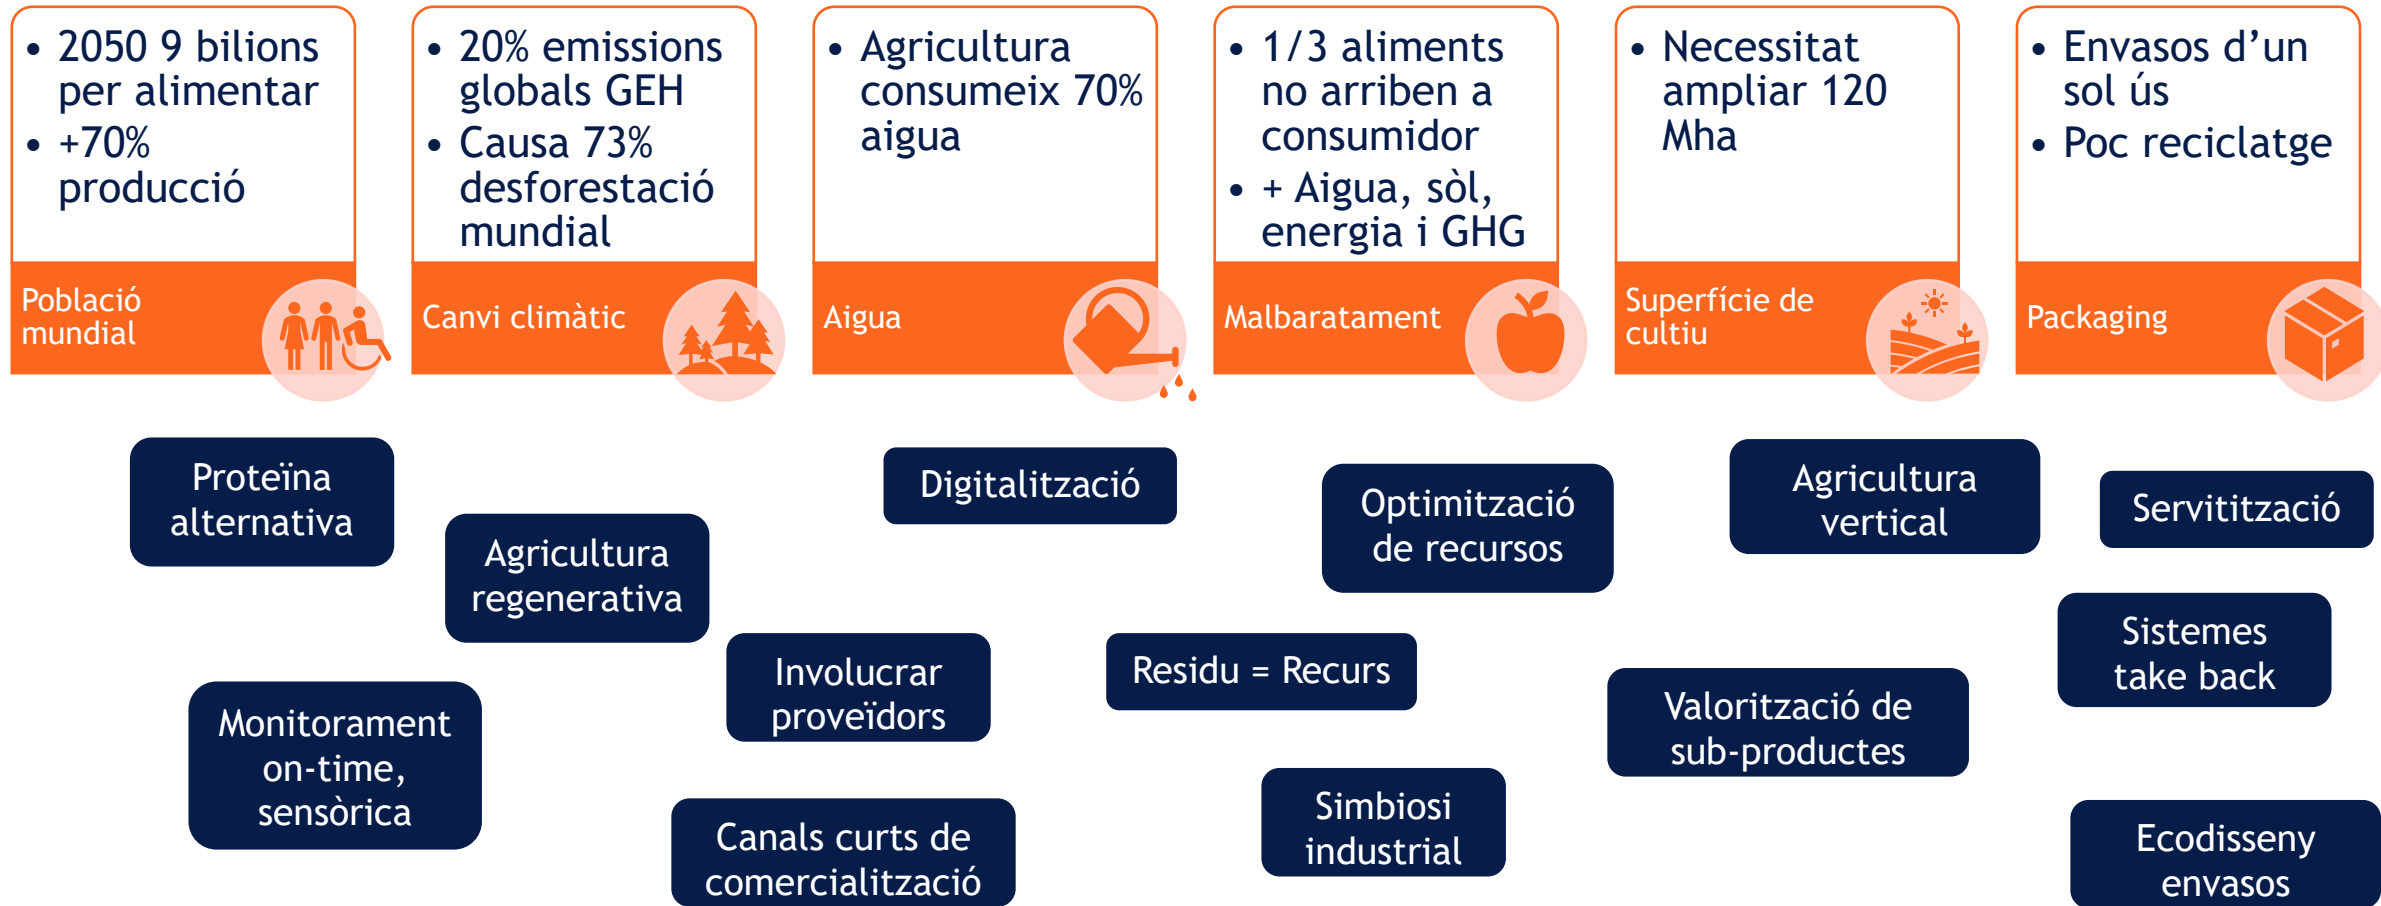 • 2050 9 bilions
per alimentar
• +70%
producció
Població
mundial
• 20% emissions
globals GEH
• Causa 73%
desforestació
mundial
Canvi climàtic
• Agricultura
consumeix 70%
aigua
Aigua
• 1/3 aliments
no arriben a
consumidor
• + Aigua, sòl,
energia i GHG
Malbaratament
• Necessitat
ampliar 120
Mha
Superfície de
cultiu
• Envasos d’un
sol ús
• Poc reciclatge
Packaging
Proteïna
alternativa
Agricultura
regenerativa
Digitalització
Optimització
de recursos
Agricultura
vertical
Servitització
Monitorament
on-time,
sensòrica
Involucrar
proveïdors
Residu = Recurs
Valorització de
sub-productes
Sistemes
take back
Canals curts de
comercialització
Simbiosi
industrial
Ecodisseny
envasos